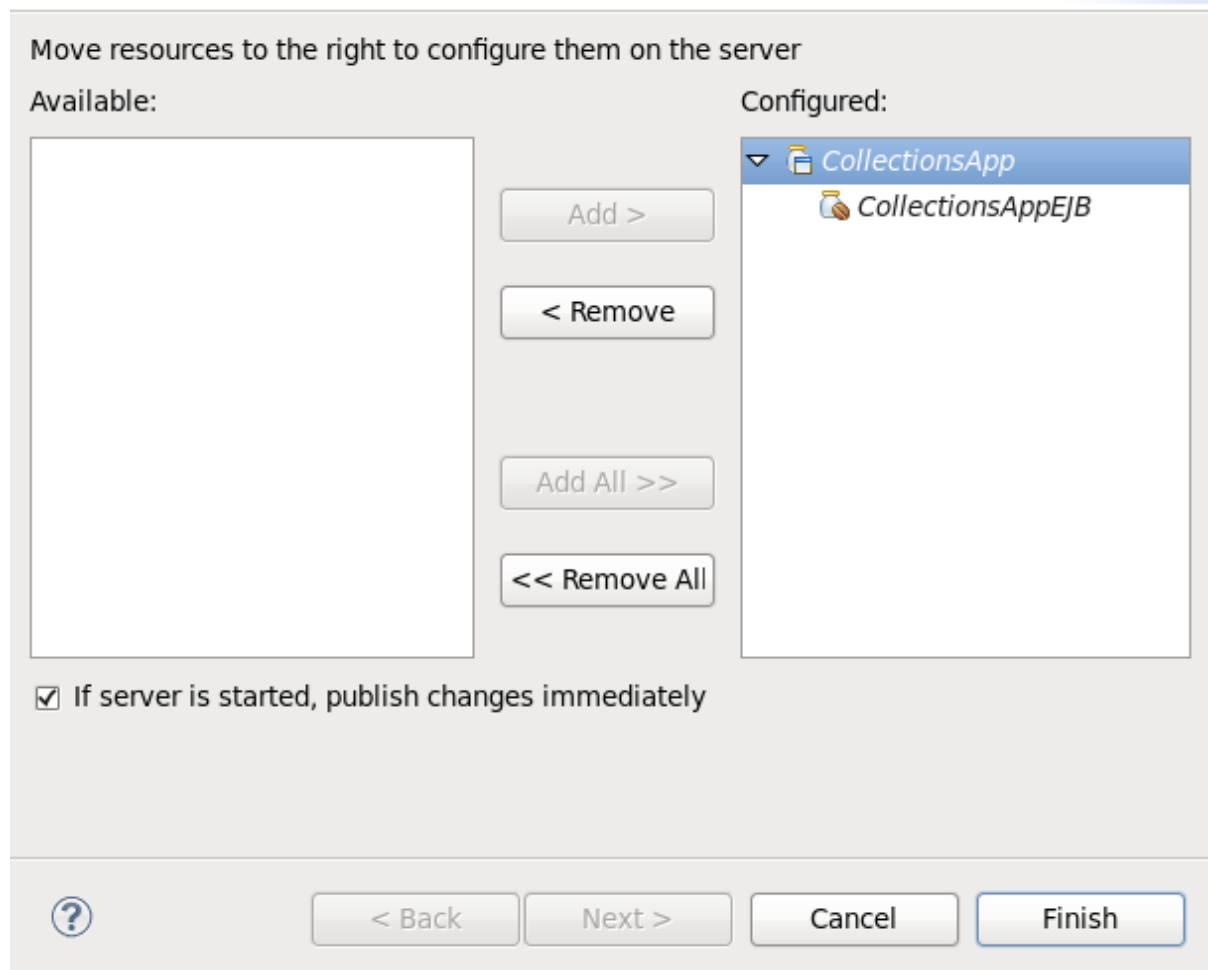 Move resources to the right to configure them on the server
Available:
Configured:
CollectionsApp
CollectionsAppEJB
Add >
< Remove
Add All >>
<< Remove All
If server is started, publish changes immediately
?
< Back
Next >
Cancel
Finish